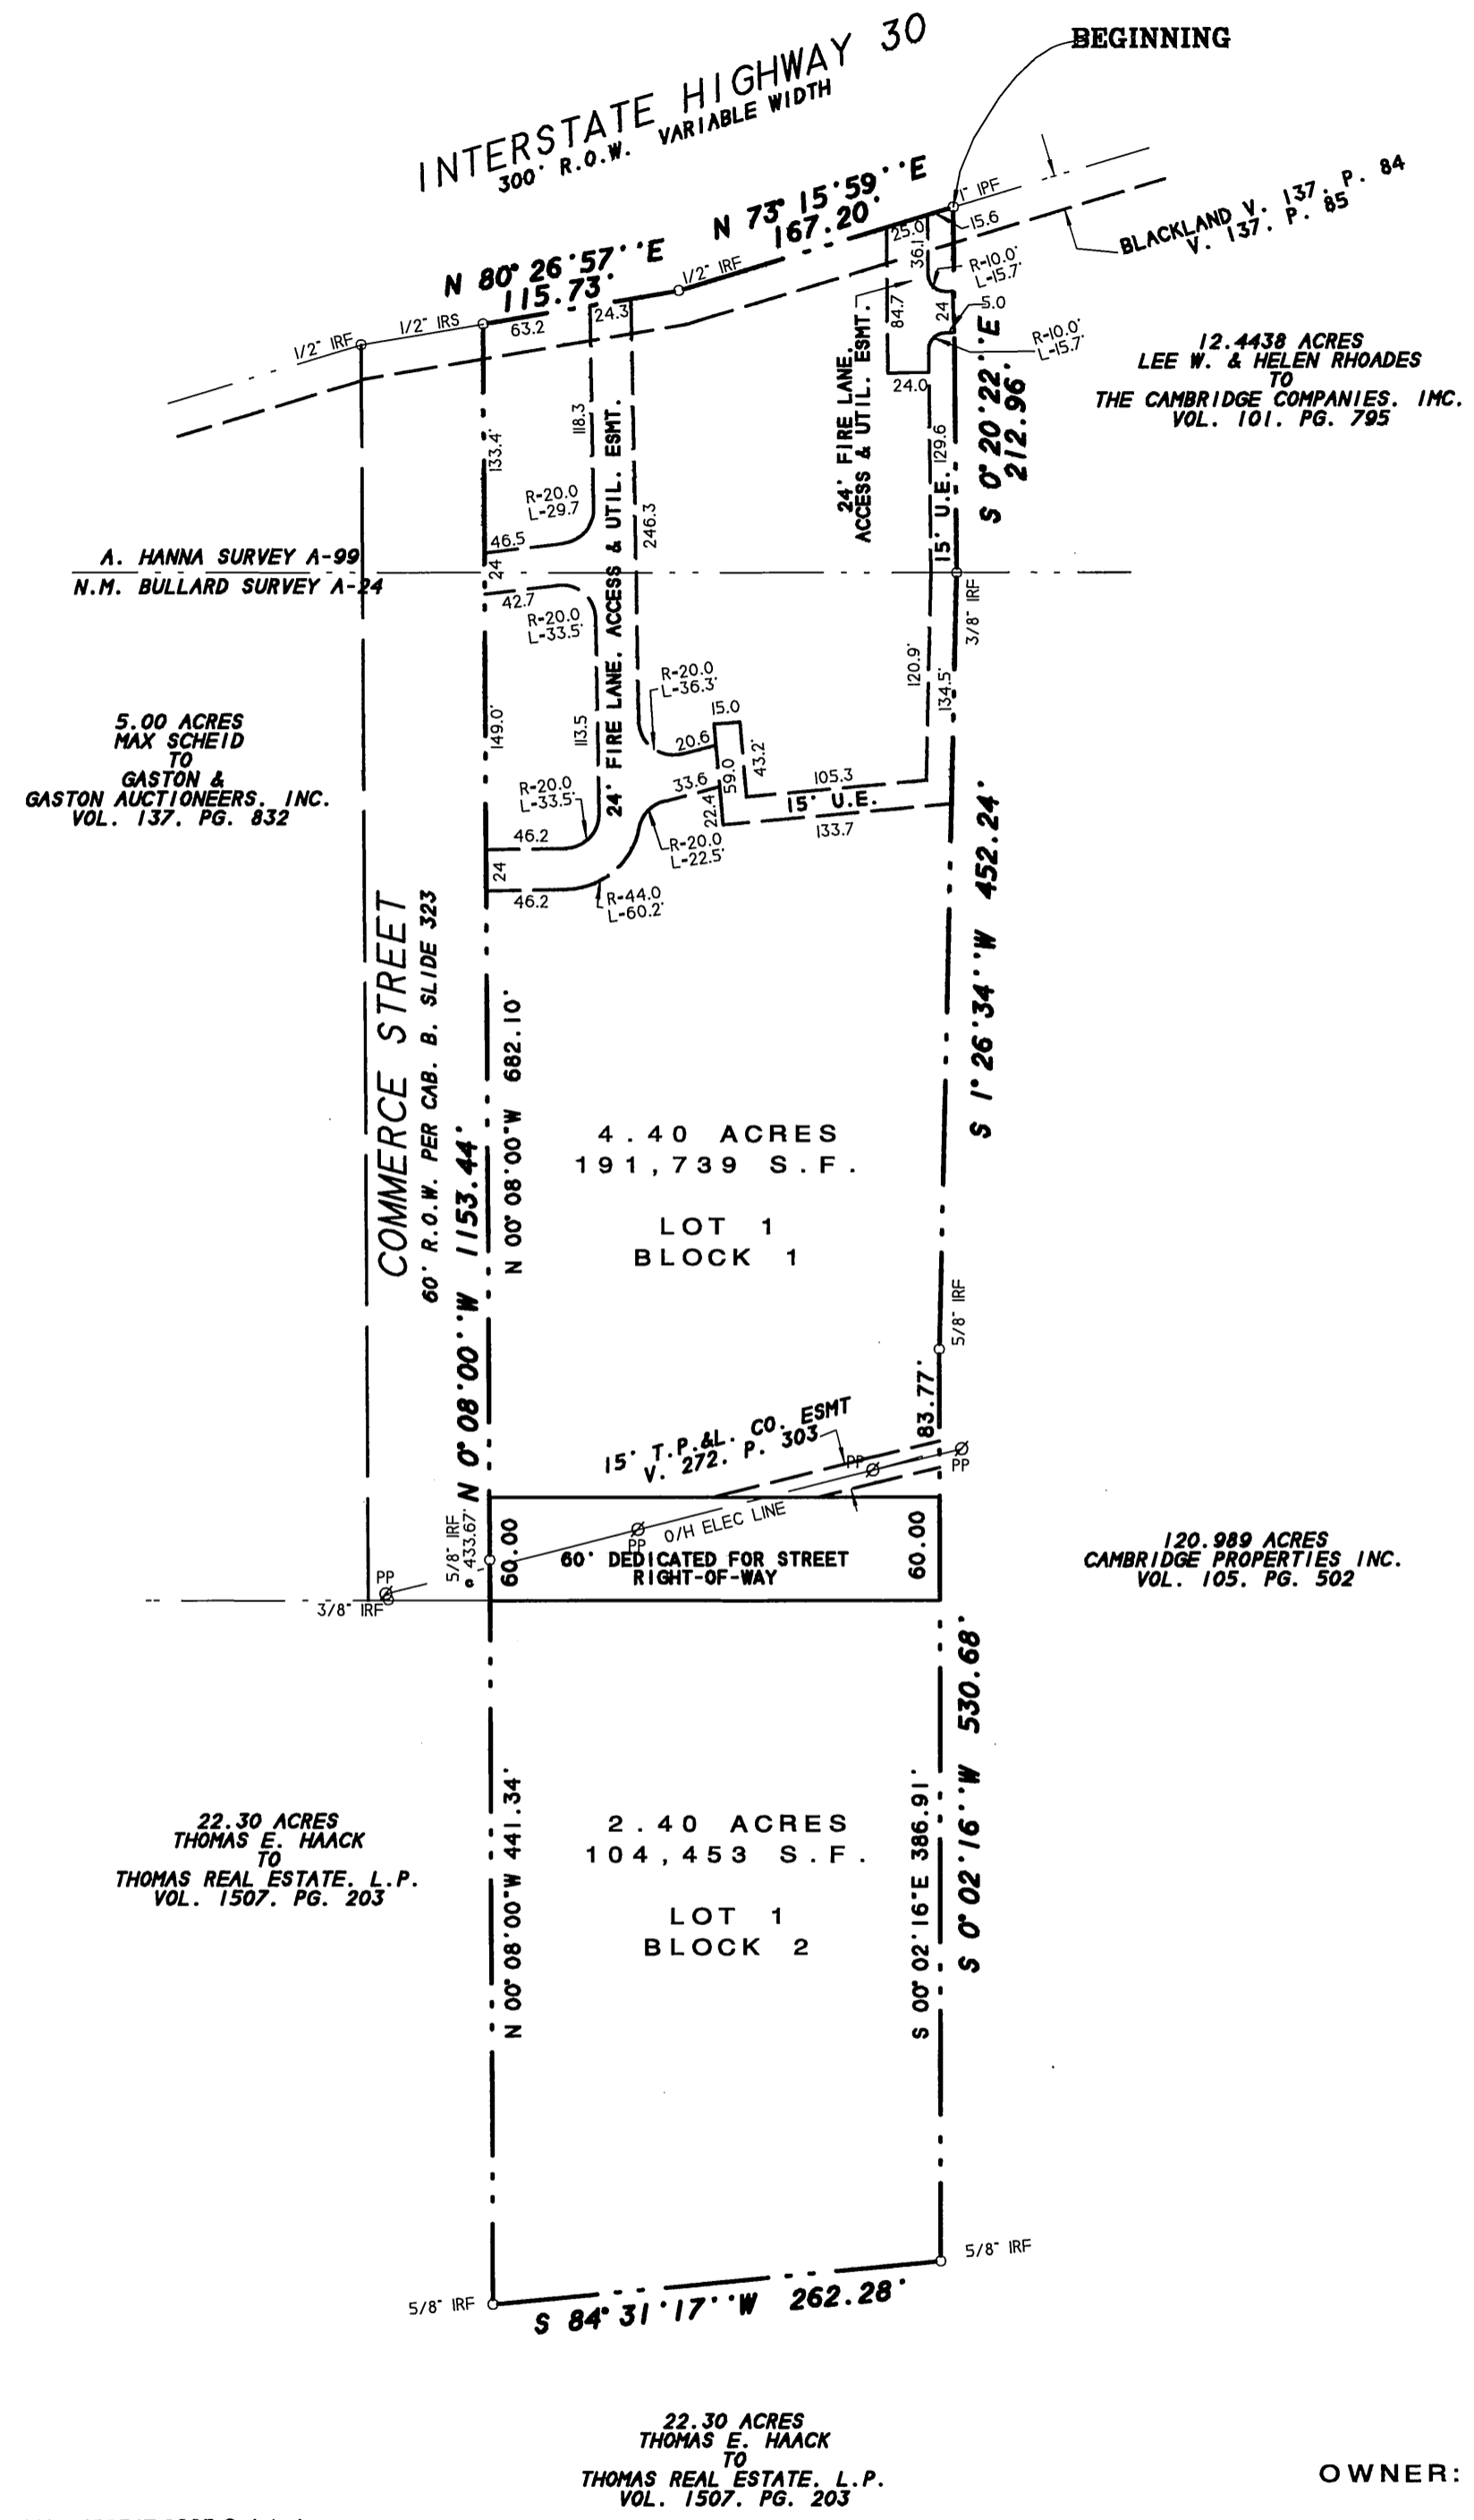 BEGINNING
INTERSTATE HIGHWAY 30
300' R.O.W. VARIABLE WIDTH
N 73° 15'59''E
167.20'
1" IPF
15.6
BLACKLAND V. 137. P. 84
V. 137. P. 85
N 80° 26'57''E
115.73'
1/2" IRF
25.0
36.1
R-10.0'
L-15.7'
24
5.0
R-10.0'
L-15.7'
84.7
24.0
1/2" IRF
1/2" IRS
63.2
24.3
24' FIRE LANE.
ACCESS & UTIL. ESMT.
15' U.E.
129.6
S 0° 20'22''E
212.96'
12.4438 ACRES
LEE W. & HELEN RHOADES
TO
THE CAMBRIDGE COMPANIES. IMC.
VOL. 101. PG. 795
133.4'
118.3
R-20.0
L-29.7
46.5
24
42.7
R-20.0
L-33.5'
24' FIRE LANE. ACCESS & UTIL. ESMT.
246.3
A. HANNA SURVEY A-99
N.M. BULLARD SURVEY A-24
3/8" IRF
120.9'
134.5'
5.00 ACRES
MAX SCHEID
TO
GASTON &
GASTON AUCTIONEERS. INC.
VOL. 137. PG. 832
149.0'
113.5
R-20.0
L-36.3'
15.0
20.6
59.0
43.2'
105.3
15' U.E.
133.7
33.6
22.4
R-20.0
L-33.5'
46.2
24
46.2
R-20.0
L-22.5'
R-44.0
L-60.2'
S 1° 26'34''W 452.24'
COMMERCE STREET
60' R.O.W. PER CAB. B. SLIDE 323
N 0° 08'00''W 1153.44'
N 00° 08'00"W 682.10'
4.40 ACRES
191,739 S.F.
LOT 1
BLOCK 1
5/8" IRF
83.77'
15' T.P.&L. CO. ESMT
V. 272. P. 303
PP
PP
PP
O/H ELEC LINE
5/8" IRF
@ 433.67'
60.00
60' DEDICATED FOR STREET
RIGHT-OF-WAY
60.00
PP
3/8" IRF
120.989 ACRES
CAMBRIDGE PROPERTIES INC.
VOL. 105. PG. 502
S 0° 02'16''W 530.68'
22.30 ACRES
THOMAS E. HAACK
TO
THOMAS REAL ESTATE. L.P.
VOL. 1507. PG. 203
N 00° 08'00"W 441.34'
2.40 ACRES
104,453 S.F.
LOT 1
BLOCK 2
S 00° 02'16"E 386.91'
5/8" IRF
5/8" IRF
S 84° 31'17''W 262.28'
22.30 ACRES
THOMAS E. HAACK
TO
THOMAS REAL ESTATE. L.P.
VOL. 1507. PG. 203
OWNER: